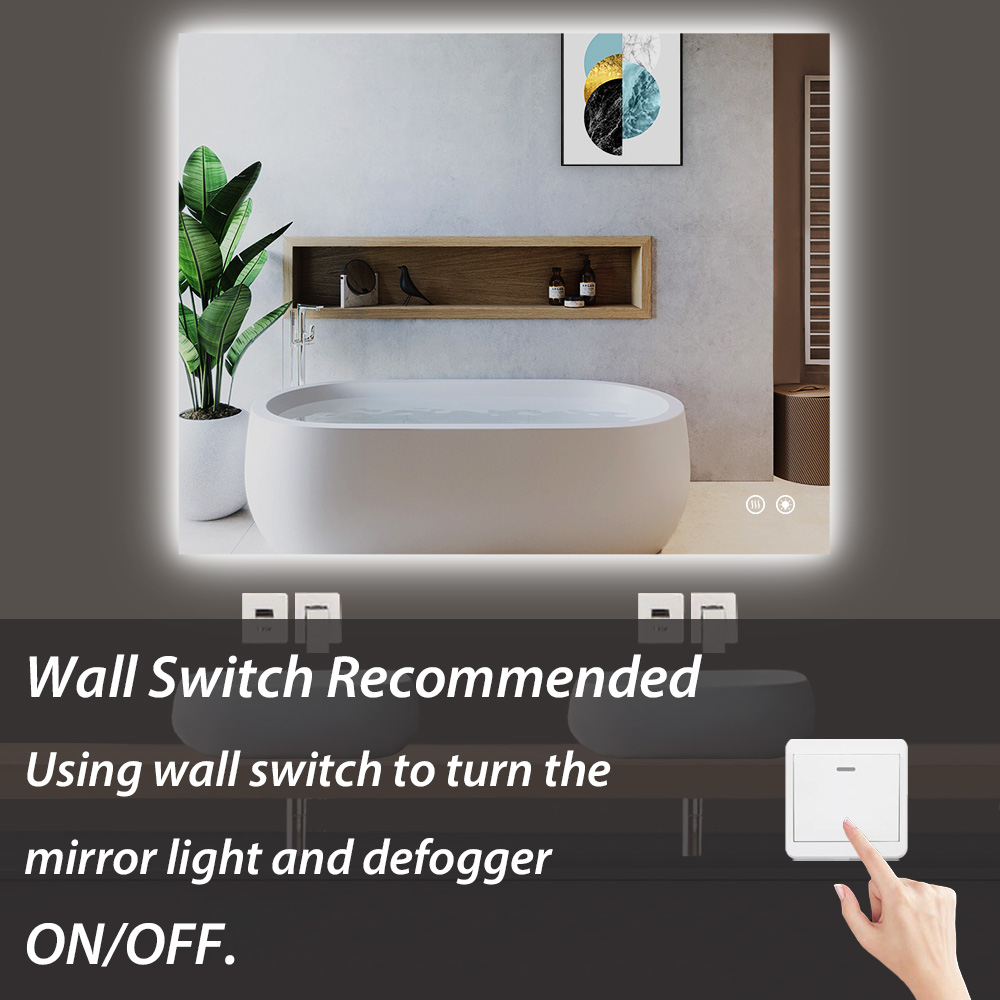 Wall Switch Recommended
Using wall switch to turn the
mirror light and defogger
ON/OFF.